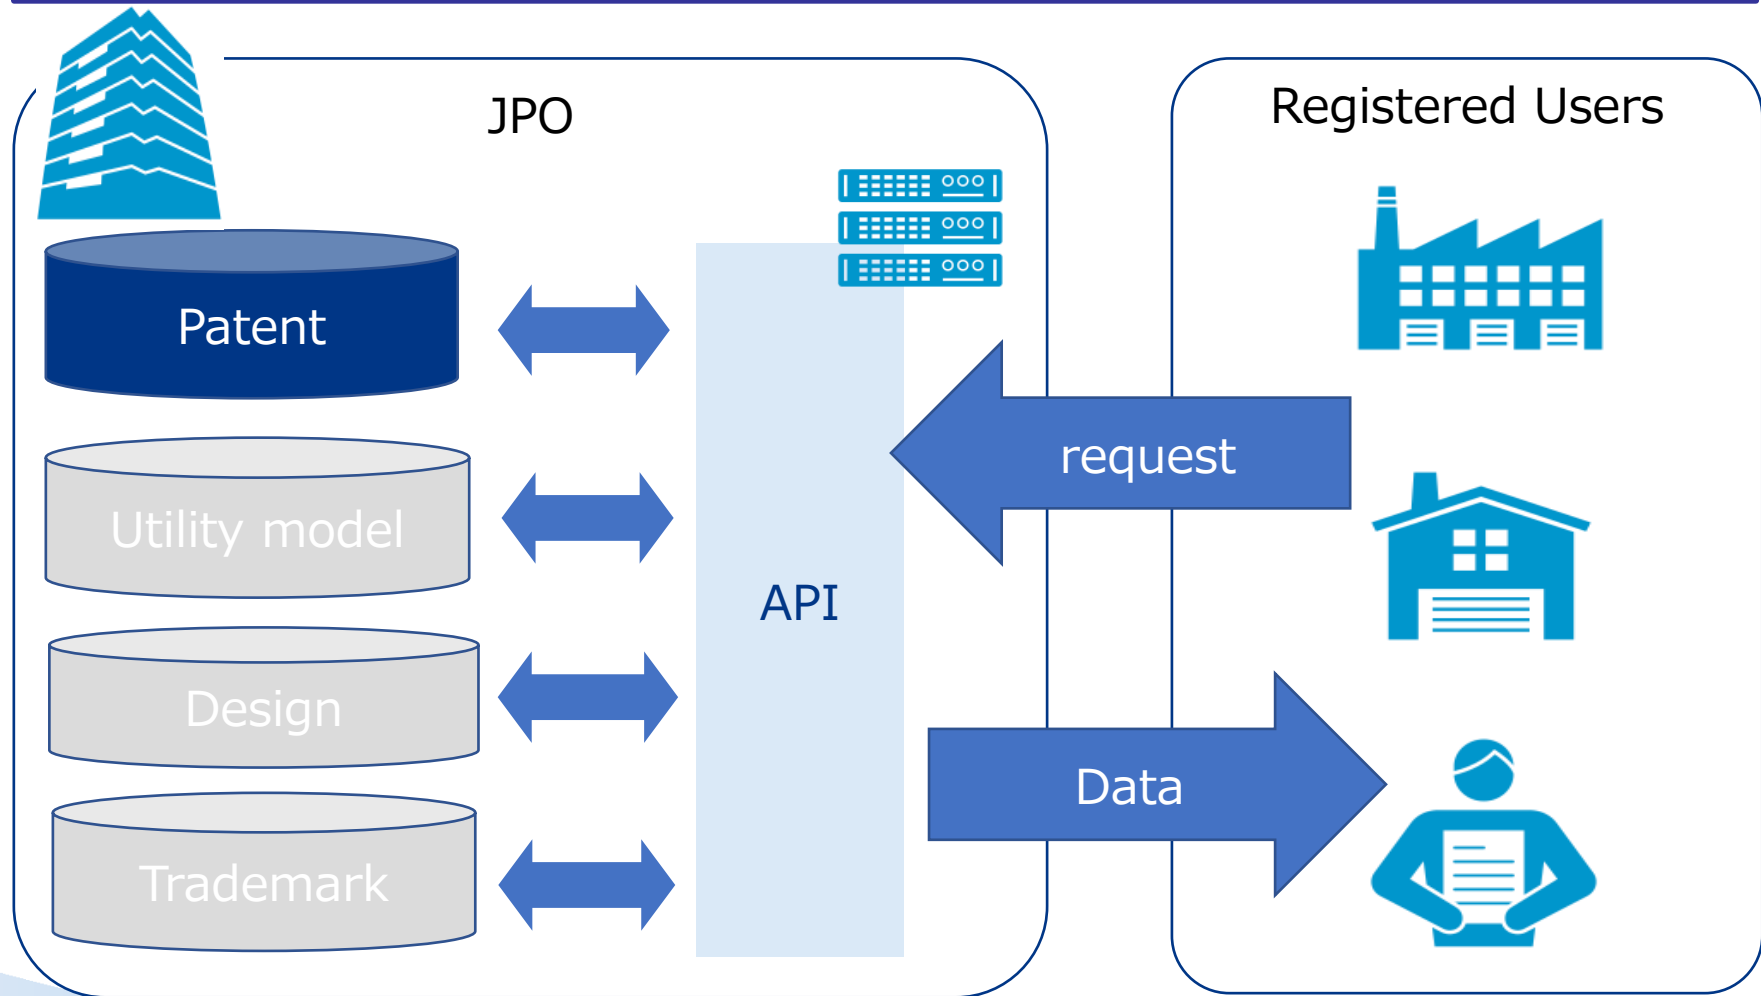 JPO
Registered Users
Patent
Utility model
Design
Trademark
API
request
Data